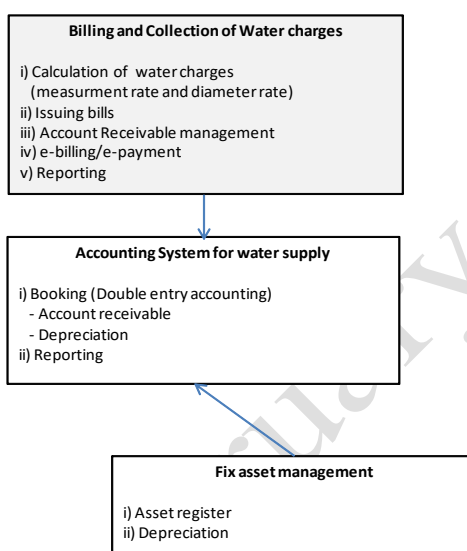 Billing and Collection of Water charges
i) Calculation of water charges
(measurment rate and diameter rate)
ii) Issuing bills
iii) Account Receivable management
iv) e-billing/e-payment
v) Reporting
Accounting System for water supply
i) Booking (Double entry accounting)
- Account receivable
- Depreciation
ii) Reporting
Fix asset management
i) Asset register
ii) Depreciation